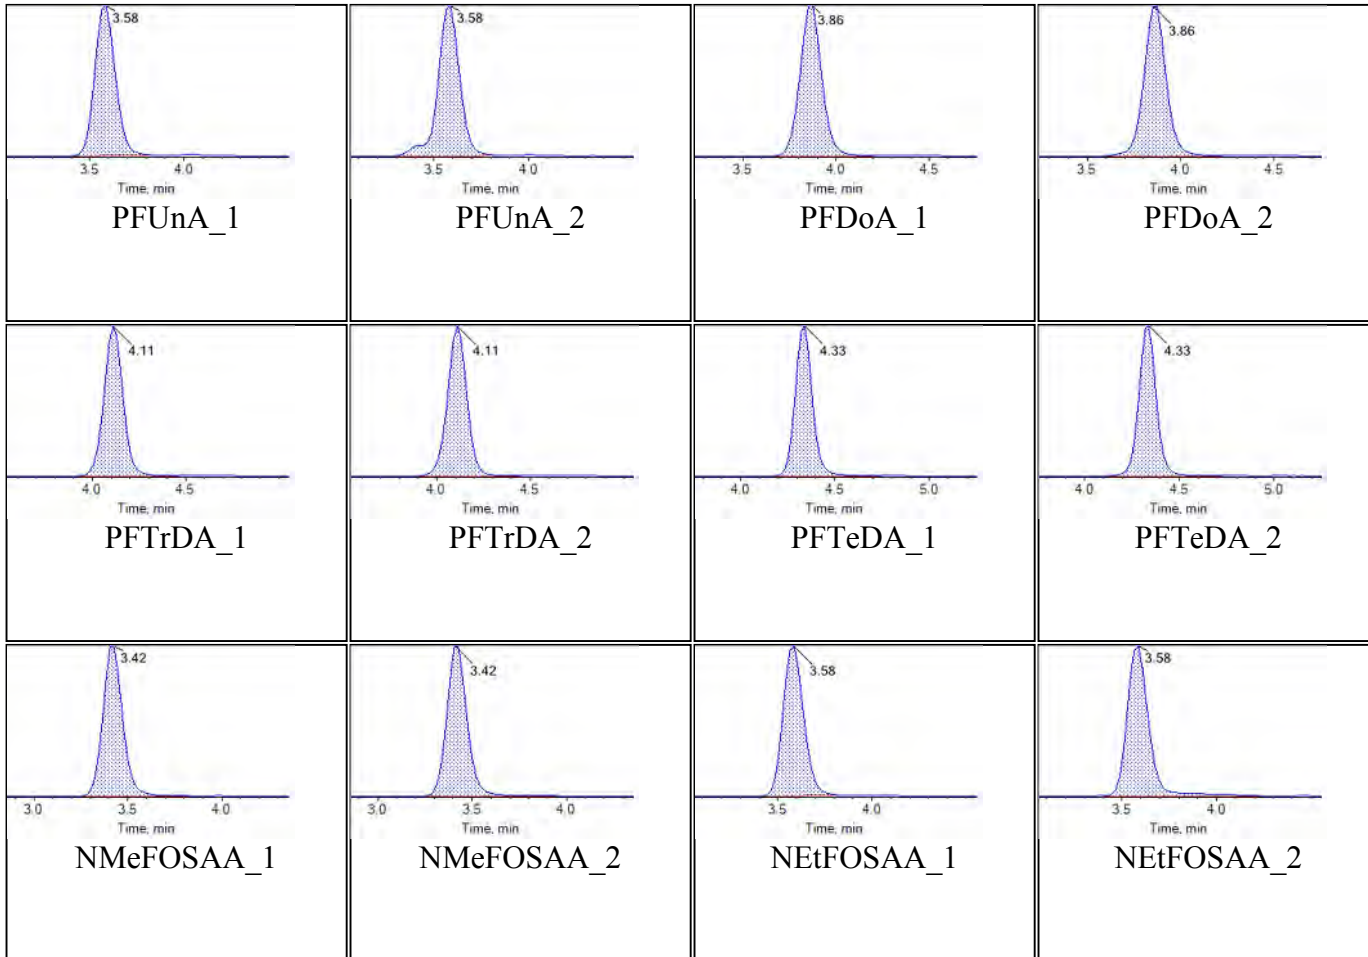 3.58
3.5 4.0
Time, min
PFUnA_1
3.58
3.5 4.0
Time, min
PFUnA_2
3.86
3.5 4.0 4.5
Time, min
PFDoA_1
3.86
3.5 4.0 4.5
Time, min
PFDoA_2
4.11
4.0 4.5
Time, min
PFTrDA_1
4.11
4.0 4.5
Time, min
PFTrDA_2
4.33
4.0 4.5 5.0
Time, min
PFTeDA_1
4.33
4.0 4.5 5.0
Time, min
PFTeDA_2
3.42
3.0 3.5 4.0
Time, min
NMeFOSAA_1
3.42
3.0 3.5 4.0
Time, min
NMeFOSAA_2
3.58
3.5 4.0
Time, min
NEtFOSAA_1
3.58
3.5 4.0
Time, min
NEtFOSAA_2